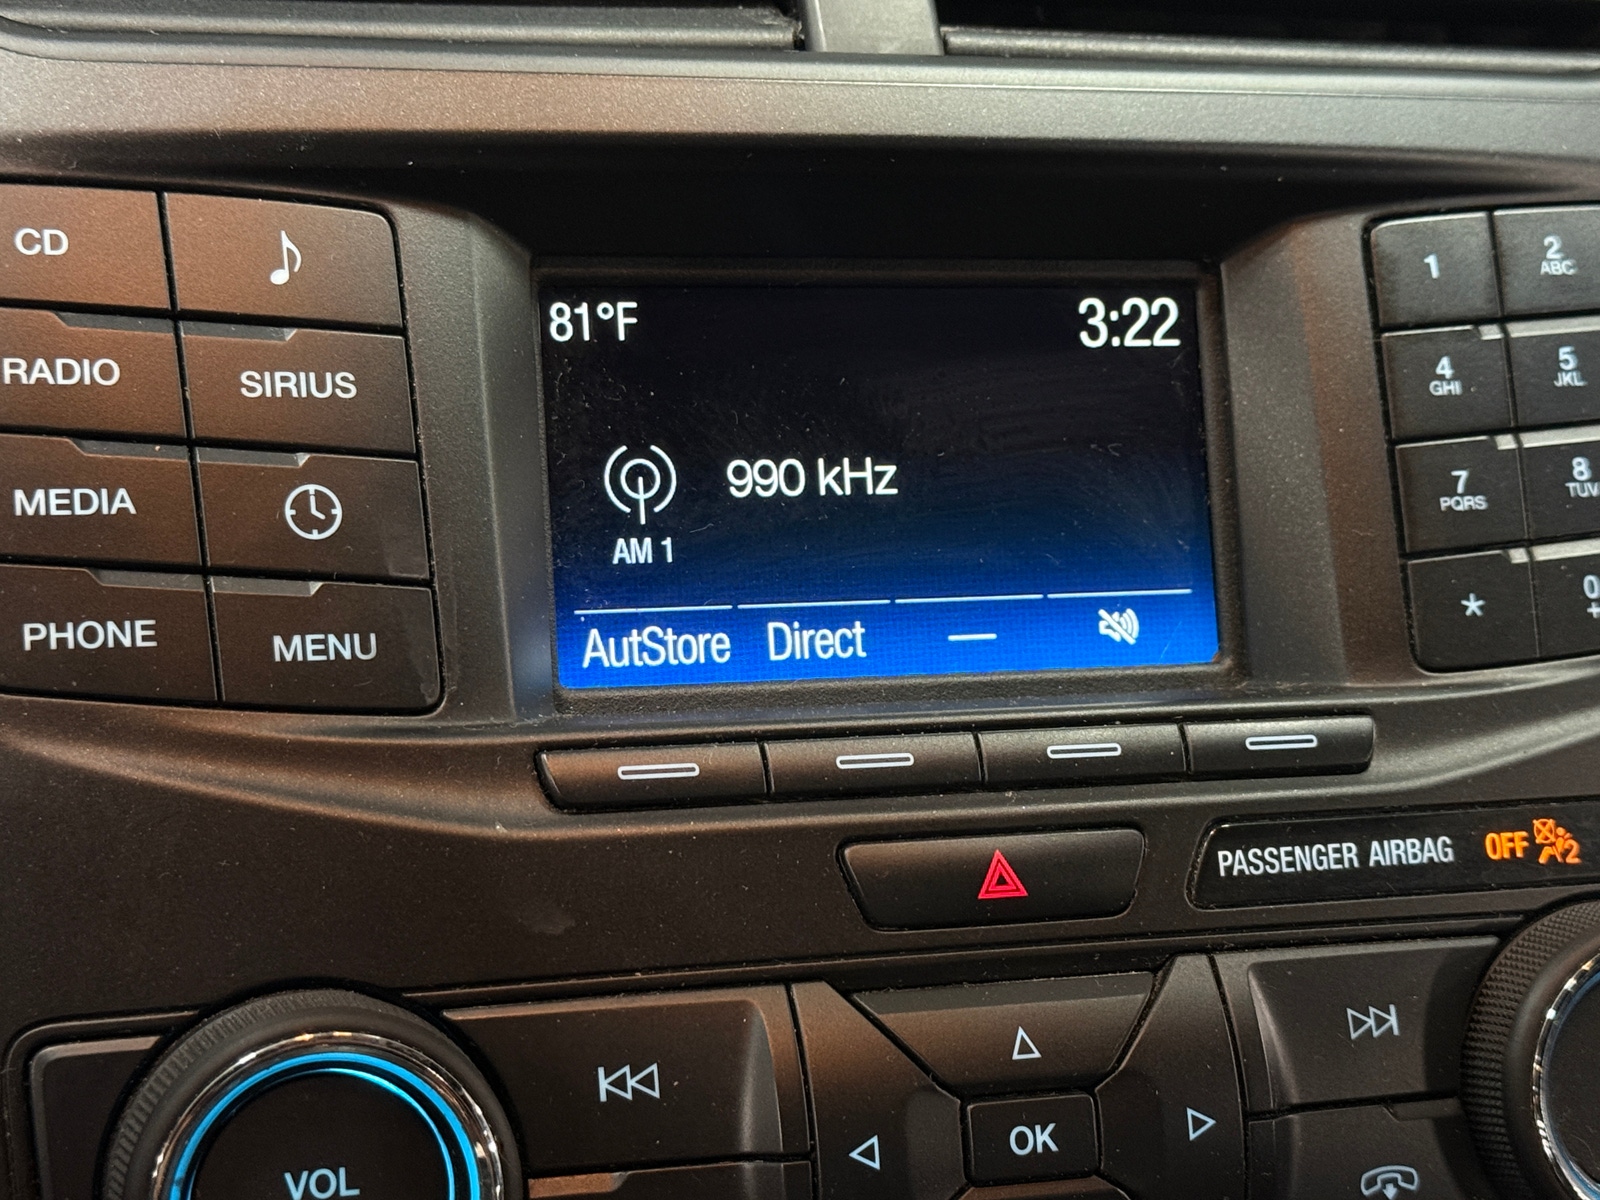 81°F
3:22
990 kHz
AM 1
AutStore
Direct
—
CD
RADIO
SIRIUS
MEDIA
PHONE
MENU
1
2
ABC
4
GHI
5
JKL
7
PQRS
8
TUV
*
0
+
PASSENGER AIRBAG
OFF
2
OK
VOL